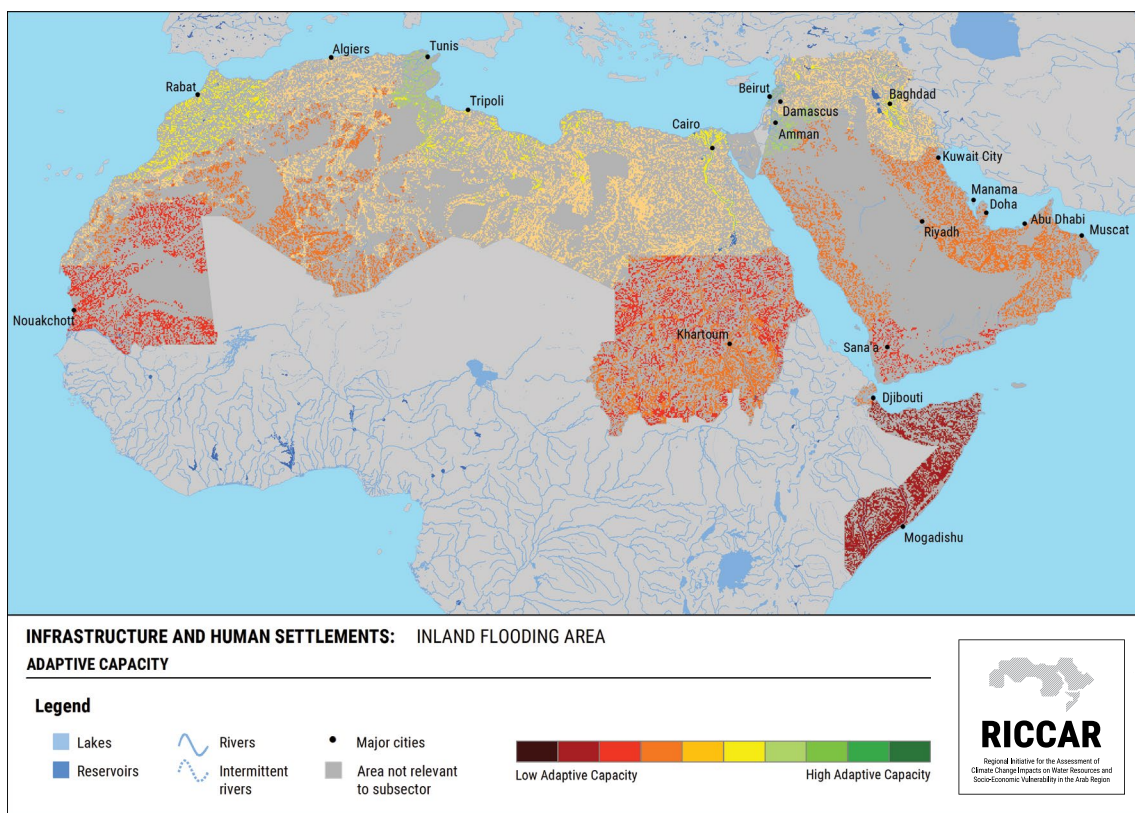 Algiers
Tunis
Rabat
Tripoli
Beirut
Baghdad
Damascus
Cairo
Amman
Kuwait City
Manama
Doha
Abu Dhabi
Riyadh
Muscat
Nouakchott
Khartoum
Sana'a
Djibouti
Mogadishu
INFRASTRUCTURE AND HUMAN SETTLEMENTS: INLAND FLOODING AREA
ADAPTIVE CAPACITY
Legend
Lakes
Reservoirs
Rivers
Intermittent
rivers
Major cities
Area not relevant
to subsector
Low Adaptive Capacity
High Adaptive Capacity
RICCAR
Regional Initiative for the Assessment of
Climate Change Impacts on Water Resources and
Socio-Economic Vulnerability in the Arab Region